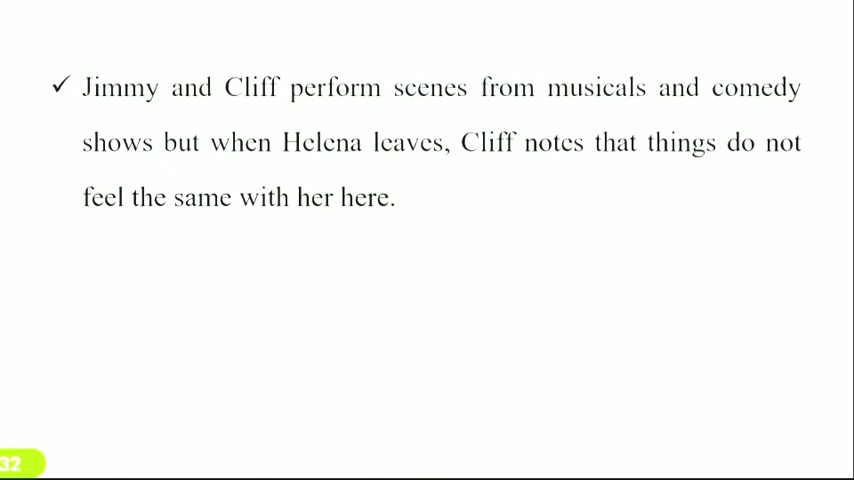 ✓ Jimmy and Cliff perform scenes from musicals and comedy
shows but when Helena leaves, Cliff notes that things do not
feel the same with her here.
32